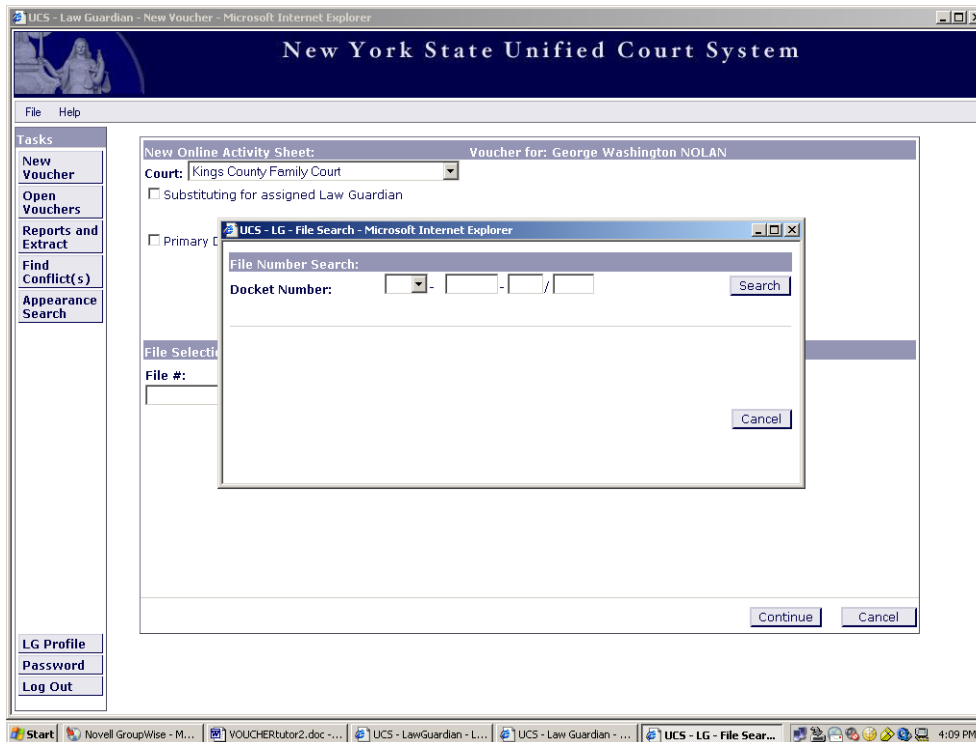 UCS - Law Guardian - New Voucher - Microsoft Internet Explorer
New York State Unified Court System
File Help
Tasks
New
Voucher
Open
Vouchers
Reports and
Extract
Find
Conflict(s)
Appearance
Search
New Online Activity Sheet: Voucher for: George Washington NOLAN
Court: Kings County Family Court
Substituting for assigned Law Guardian
Primary D
UCS - LG - File Search - Microsoft Internet Explorer
File Number Search:
Docket Number: - - / Search
Cancel
File Selecti
File #:
Continue Cancel
LG Profile
Password
Log Out
Start Novell GroupWise - M... VOUCHERtutor2.doc -... UCS - LawGuardian - L... UCS - Law Guardian - ... UCS - LG - File Sear... 4:09 PM